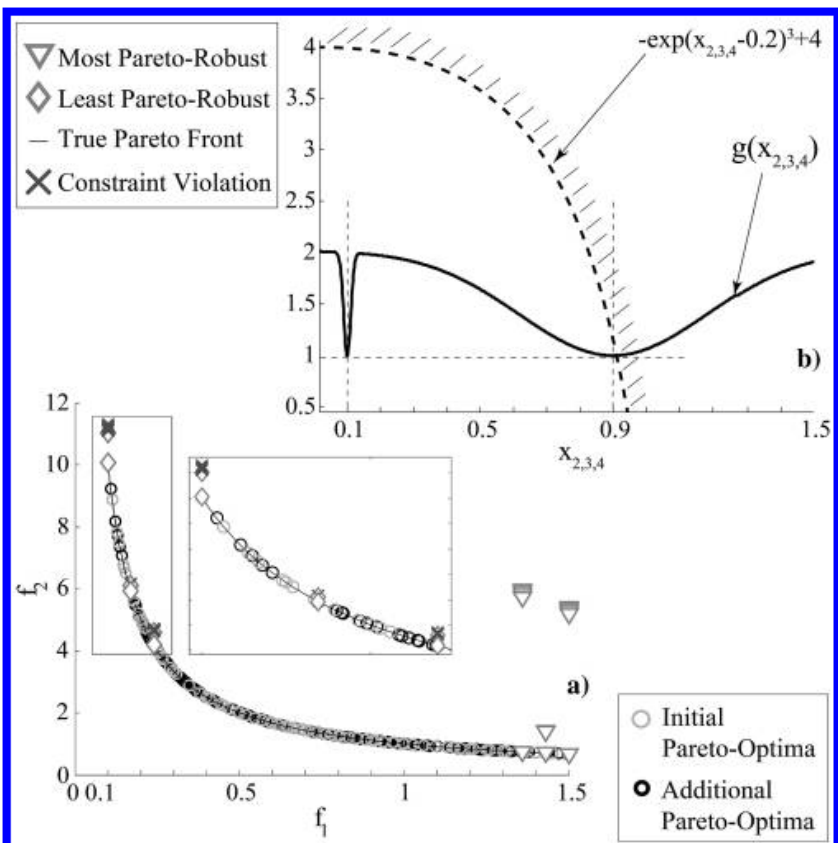 Most Pareto-Robust
Least Pareto-Robust
True Pareto Front
Constraint Violation
-exp(x₂,₃,₄-0.2)³+4
g(x₂,₃,₄)
4
3.5
3
2.5
2
1.5
1
0.5
b)
0.1 0.5 0.9 1.5
x₂,₃,₄
12
10
8
6
4
2
0
f₂
a)
0 0.1 0.5 1 1.5
f₁
Initial
Pareto-Optima
Additional
Pareto-Optima